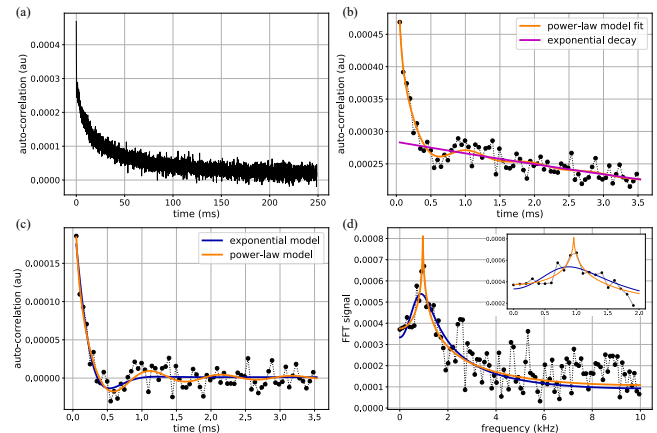 (a)
auto-correlation (au)
0.0004
0.0003
0.0002
0.0001
0.0000
0 50 100 150 200 250
time (ms)
(b)
auto-correlation (au)
0.00045
0.00040
0.00035
0.00030
0.00025
power-law model fit
exponential decay
0.0 0.5 1.0 1.5 2.0 2.5 3.0 3.5
time (ms)
(c)
auto-correlation (au)
0.00015
0.00010
0.00005
0.00000
exponential model
power-law model
0,0 0,5 1,0 1,5 2,0 2,5 3,0 3,5
time (ms)
(d)
FFT signal
0.0008
0.0007
0.0006
0.0005
0.0004
0.0003
0.0002
0.0001
0.0000
0 2 4 6 8 10
frequency (kHz)
0.0008
0.0006
0.0004
0.0002
0.0 0.5 1.0 1.5 2.0